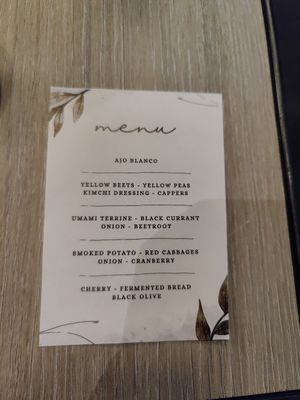 menu
AJO BLANCO
YELLOW BEETS - YELLOW PEAS
KIMCHI DRESSING - CAPPERS
UMAMI TERRINE - BLACK CURRANT
ONION - BEETROOT
SMOKED POTATO - RED CABBAGES
ONION - CRANBERRY
CHERRY - FERMENTED BREAD
BLACK OLIVE